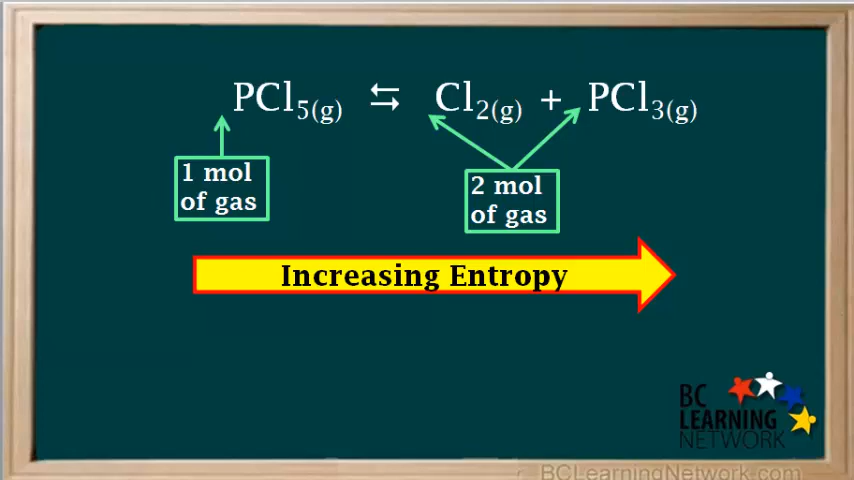 PCl5(g) ⇆ Cl2(g) + PCl3(g)
1 mol
of gas
2 mol
of gas
Increasing Entropy
BC
LEARNING
NETWORK
BCLearningNetwork.com